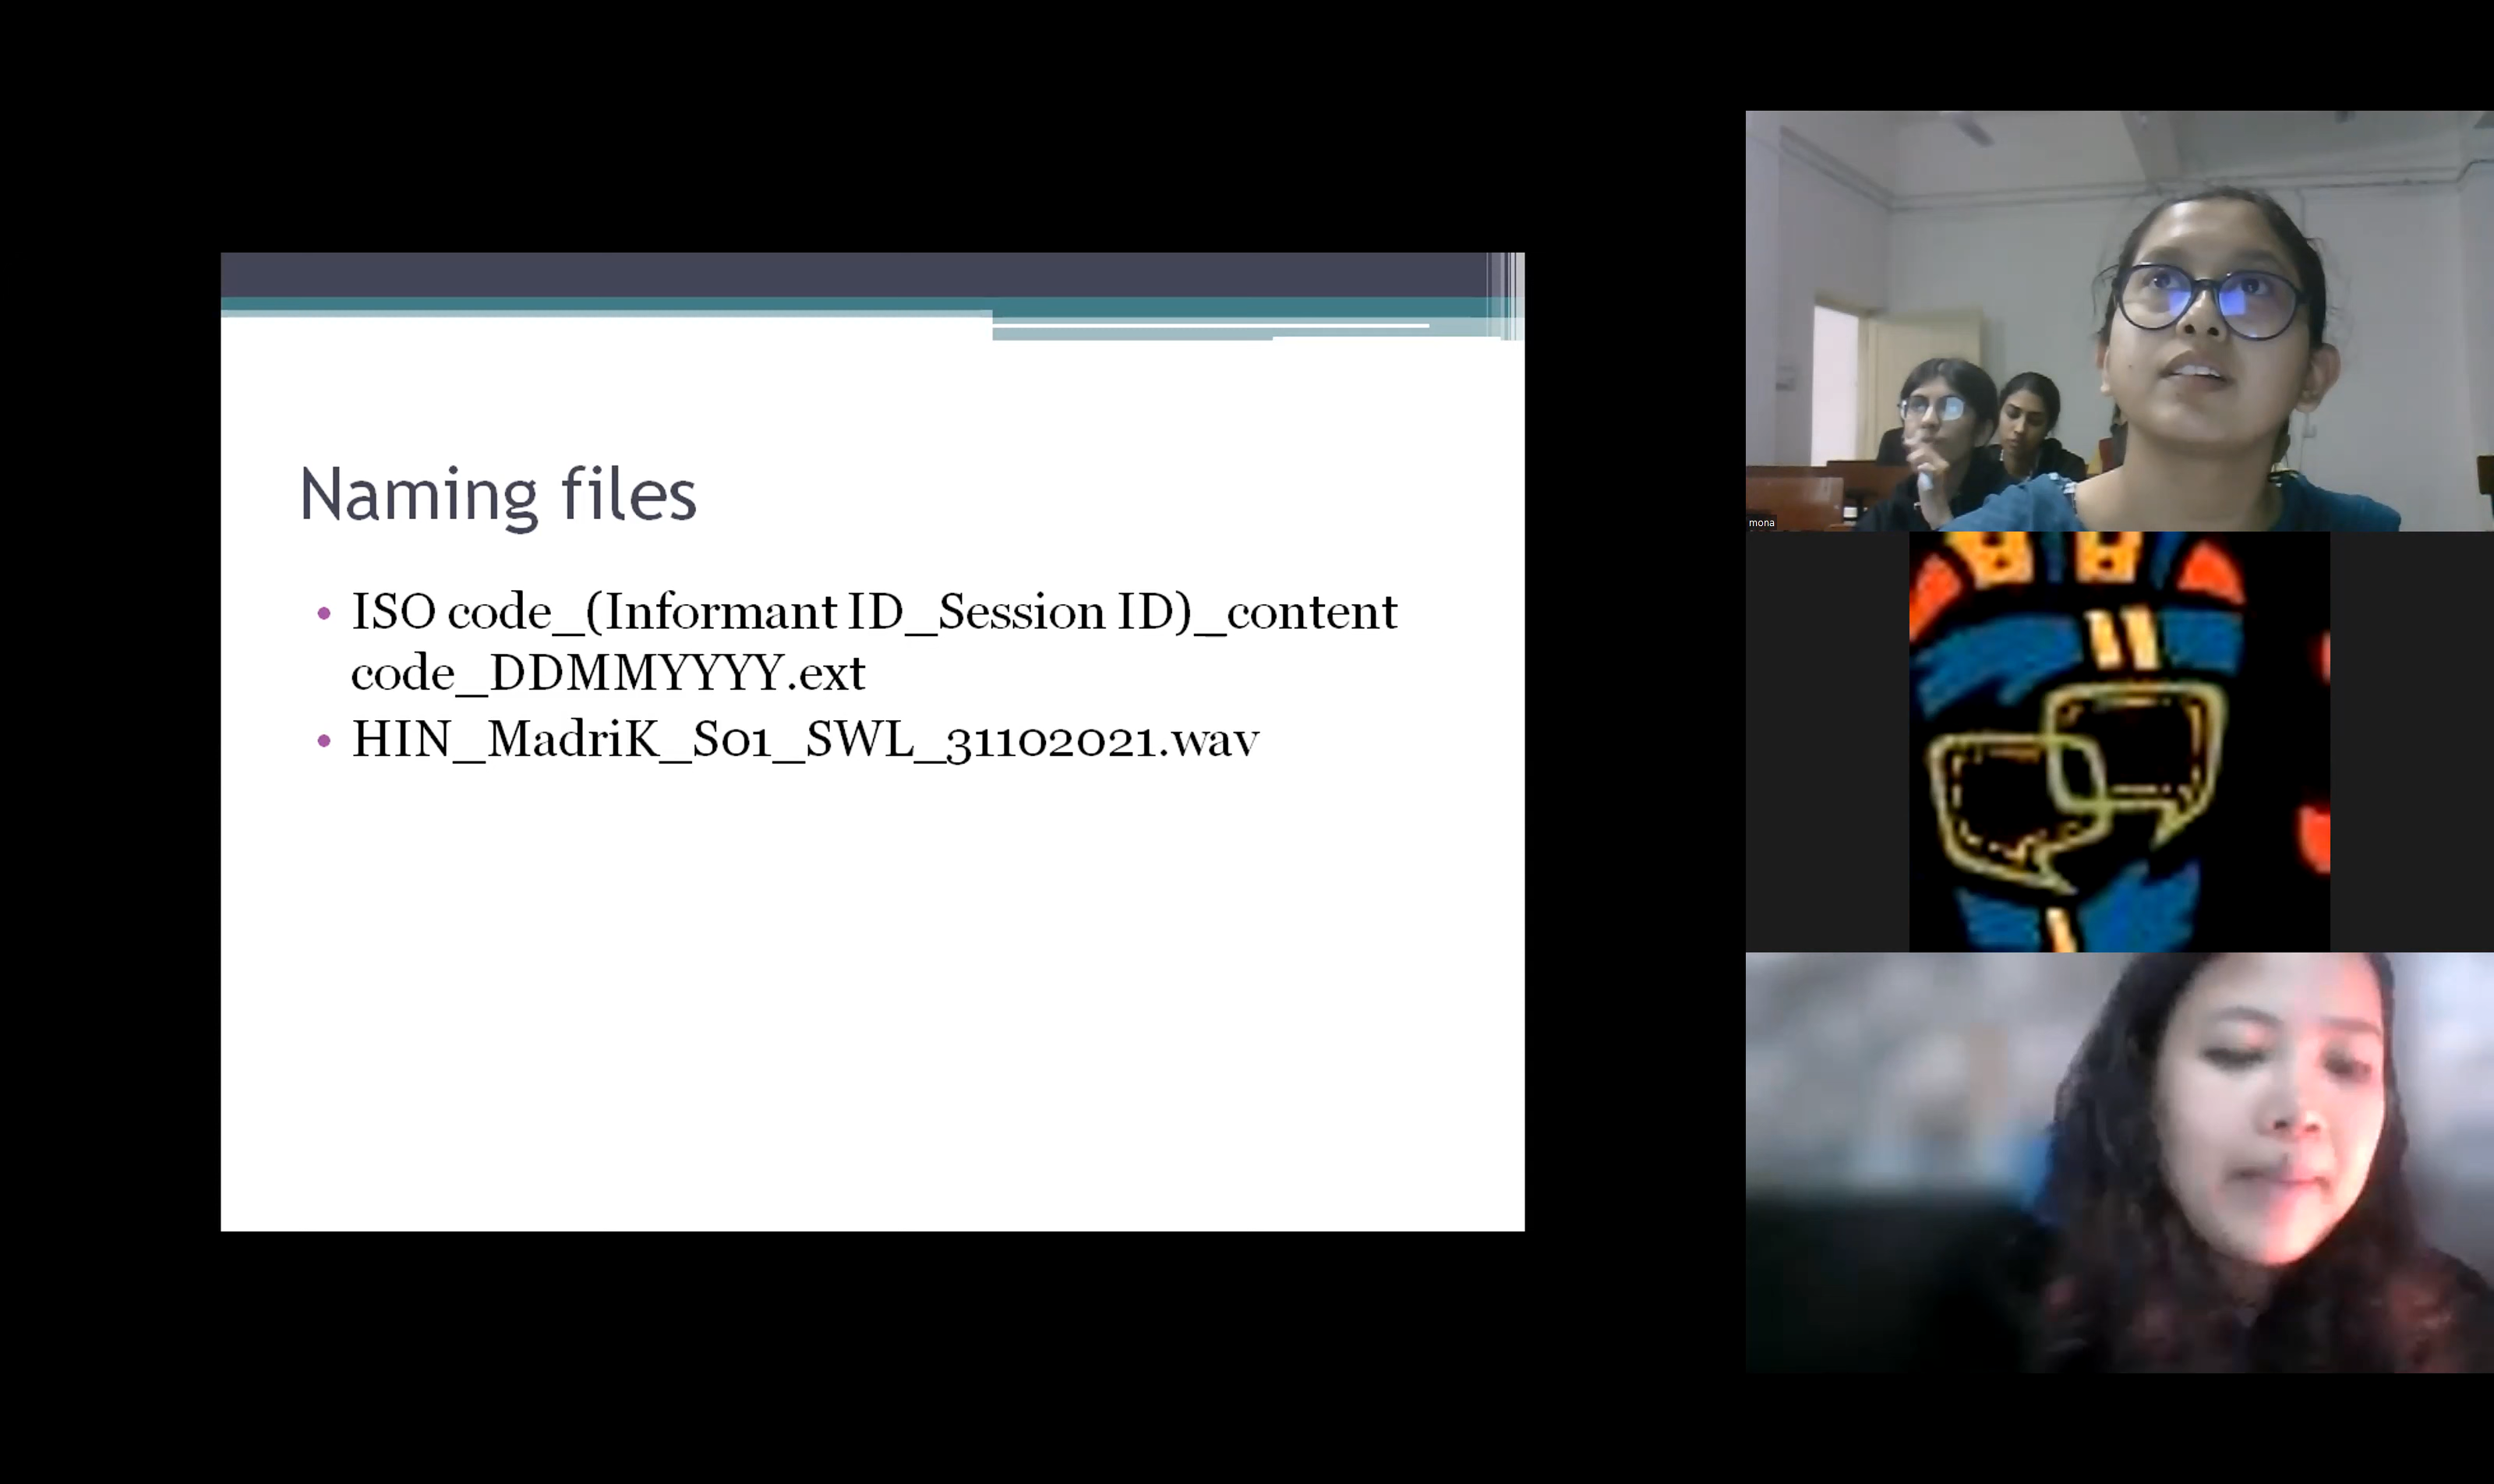 Naming files
ISO code_(Informant ID_Session ID)_content
code_DDMMYYYY.ext
HIN_MadriK_S01_SWL_31102021.wav
mona